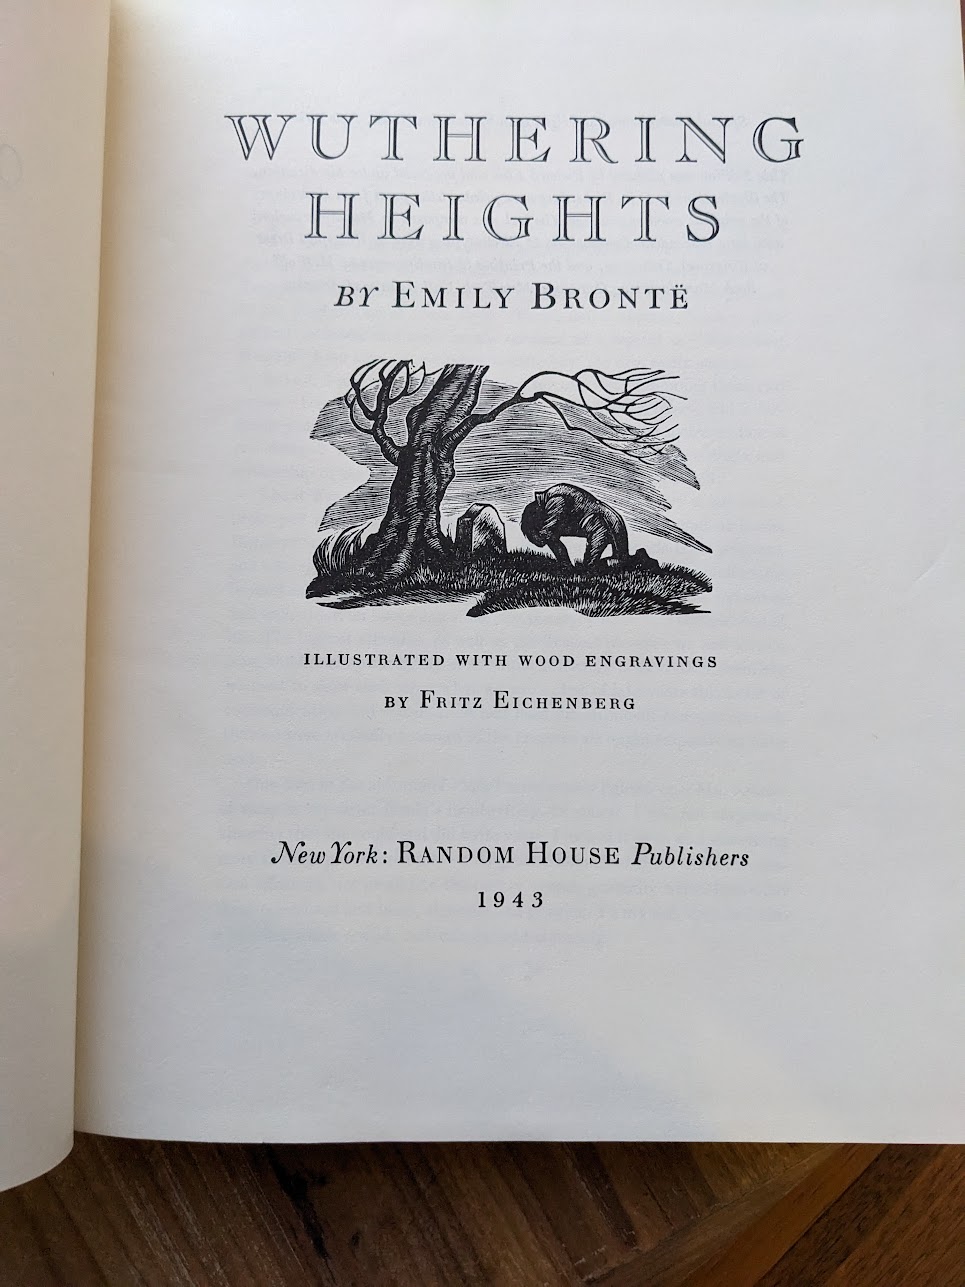 WUTHERING
HEIGHTS
BY EMILY BRONTË
ILLUSTRATED WITH WOOD ENGRAVINGS
BY FRITZ EICHENBERG
New York: RANDOM HOUSE Publishers
1943